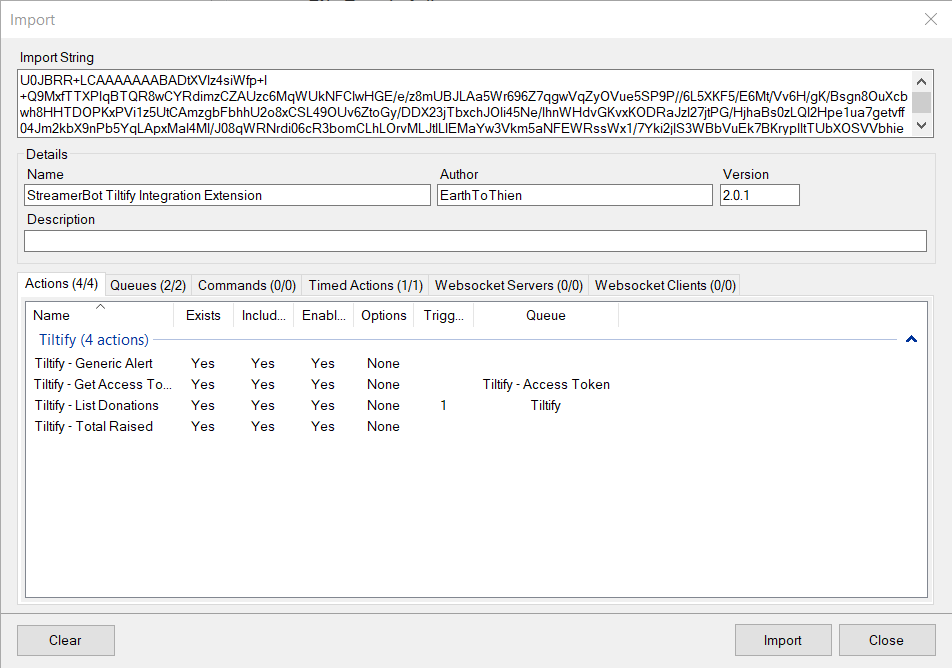 Import
Import String
U0JBRR+LCAAAAAAABADtXVlz4siWfp+I
+Q9MxfTTXPIqBTQR8wCYRdimzCZAUzc6MqWUkNFClwHGE/e/z8mUBJLAa5Wr696Z7qgwVqZyOVue5SP9P//6L5XKF5/E6Mt/Vv6H/gK/Bsgn8OuXcb
wh8HHTDOPKxPVi1z5UtCAmzgbFbhhU2o8xCSL49OUv6ZtoGy/DDX23jtTbxchJOIi45Ne/IhnWHdvGKvxKODRaJzl27jtPG/HjhaBs0zLQl2Hpe1ua7getvff
04Jm2kbX9nPb5YqLApxMal4Ml/J08qWRNrdi06cR3bomCLhLOrvMLJtlLlEMaYw3Vkm5aNFEWRssWx1/7Yki2jlS3WBbVuEk7BKryplltTUbXOSVVbhie
Details
Name
Author
Version
StreamerBot Tiltify Integration Extension
EarthToThien
2.0.1
Description
Actions (4/4)
Queues (2/2)
Commands (0/0)
Timed Actions (1/1)
Websocket Servers (0/0)
Websocket Clients (0/0)
Name Exists Includ... Enabl... Options Trigg... Queue
Tiltify (4 actions)
Tiltify - Generic Alert Yes Yes Yes None
Tiltify - Get Access To... Yes Yes Yes None Tiltify - Access Token
Tiltify - List Donations Yes Yes Yes None 1 Tiltify
Tiltify - Total Raised Yes Yes Yes None
Clear
Import
Close